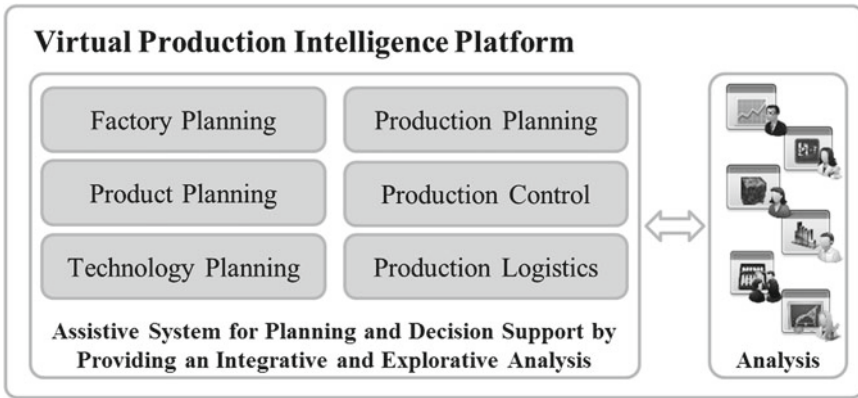 Virtual Production Intelligence Platform
Factory Planning
Production Planning
Product Planning
Production Control
Technology Planning
Production Logistics
Assistive System for Planning and Decision Support by
Providing an Integrative and Explorative Analysis
Analysis